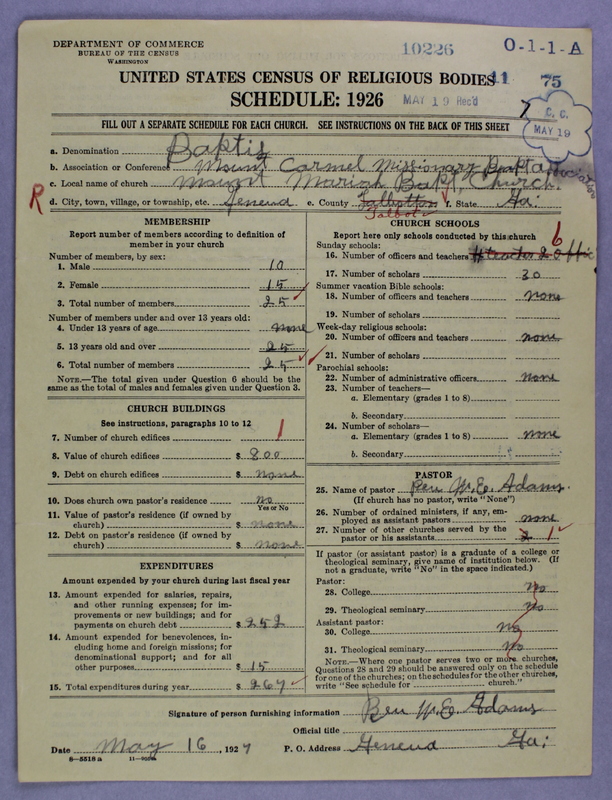 DEPARTMENT OF COMMERCE
BUREAU OF THE CENSUS
WASHINGTON
10226
0-1-1-A
UNITED STATES CENSUS OF RELIGIOUS BODIES
11 75
SCHEDULE: 1926
MAY 19 Rec'd
7
C. C.
MAY 19
FILL OUT A SEPARATE SCHEDULE FOR EACH CHURCH. SEE INSTRUCTIONS ON THE BACK OF THIS SHEET
a. Denomination Baptis
b. Association or Conference Mount Carmel Missionary Bapta Association
c. Local name of church Mount Mariah Bapt, Church.
R d. City, town, village, or township, etc. Geneva e. County Talbotton f. State Ga:
Talbot
MEMBERSHIP
Report number of members according to definition of member in your church
Number of members, by sex:
1. Male 10
2. Female 15
3. Total number of members 25
Number of members under and over 13 years old:
4. Under 13 years of age none
5. 13 years old and over 25
6. Total number of members 25
NOTE.—The total given under Question 6 should be the same as the total of males and females given under Question 3.
CHURCH BUILDINGS
See instructions, paragraphs 10 to 12
7. Number of church edifices 1
8. Value of church edifices $ 800
9. Debt on church edifices $ none
10. Does church own pastor's residence no
Yes or No
11. Value of pastor's residence (if owned by
church) $ none
12. Debt on pastor's residence (if owned by
church) $ none
EXPENDITURES
Amount expended by your church during last fiscal year
13. Amount expended for salaries, repairs,
and other running expenses; for im-
provements or new buildings; and for
payments on church debt $ 252
14. Amount expended for benevolences, in-
cluding home and foreign missions; for
denominational support; and for all
other purposes $ 15
15. Total expenditures during year $ 267
CHURCH SCHOOLS
Report here only schools conducted by this church
Sunday schools: 6
16. Number of officers and teachers 4 teacher 2 offic
17. Number of scholars 30
Summer vacation Bible schools:
18. Number of officers and teachers none
19. Number of scholars
Week-day religious schools:
20. Number of officers and teachers none
21. Number of scholars
Parochial schools:
22. Number of administrative officers none
23. Number of teachers—
a. Elementary (grades 1 to 8)
b. Secondary
24. Number of scholars—
a. Elementary (grades 1 to 8) none
b. Secondary
PASTOR
25. Name of pastor Rev W. E. Adams.
(If church has no pastor, write "None")
26. Number of ordained ministers, if any, em-
ployed as assistant pastors none
27. Number of other churches served by the
pastor or his assistants 2 1
If pastor (or assistant pastor) is a graduate of a college or
theological seminary, give name of institution below. (If
not a graduate, write "No" in the space indicated.)
Pastor:
28. College no
29. Theological seminary no
Assistant pastor:
30. College no
31. Theological seminary no
NOTE.—Where one pastor serves two or more churches,
Questions 28 and 29 should be answered only on the schedule
for one of the churches; on the schedules for the other churches,
write "See schedule for church."
Signature of person furnishing information Rev W. E. Adams
Official title
Date May 16, 1927 P. O. Address Geneva Ga:
8—5518 a